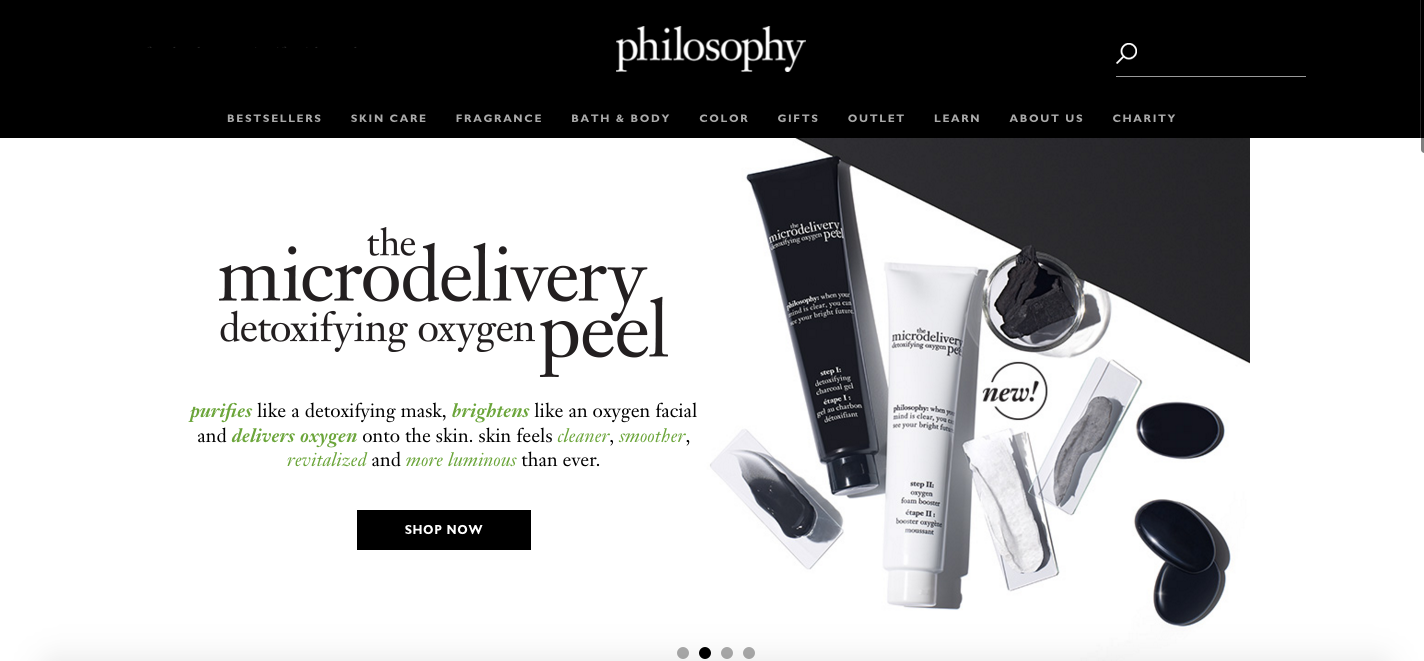 philosophy
BESTSELLERS SKIN CARE FRAGRANCE BATH & BODY COLOR GIFTS OUTLET LEARN ABOUT US CHARITY
the
microdelivery
detoxifying oxygen peel
purifies like a detoxifying mask, brightens like an oxygen facial
and delivers oxygen onto the skin. skin feels cleaner, smoother,
revitalized and more luminous than ever.
SHOP NOW
the
microdelivery
detoxifying oxygen peel
philosophy: when your
mind is clear, you can
see your bright future
step I:
detoxifying
charcoal gel
étape I :
gel au charbon
détoxifiant
the
microdelivery
detoxifying oxygen
philosophy: when
mind is clear, you
see your bright
step II:
oxygen
foam booster
étape II :
booster oxygène
moussant
new!